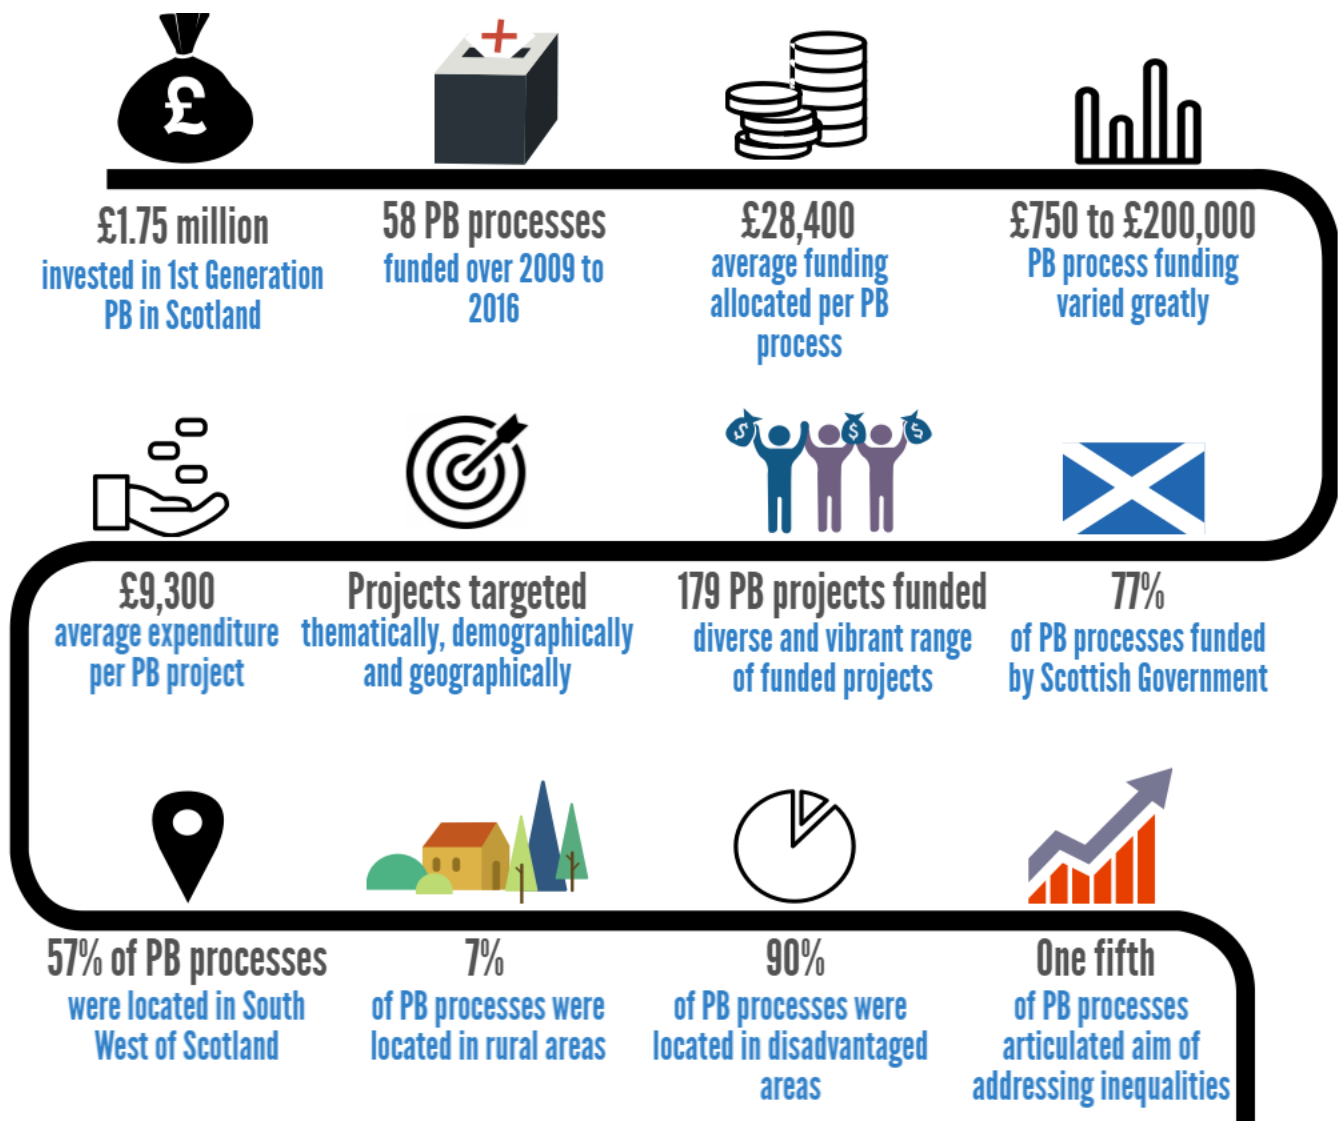 £
£1.75 million
invested in 1st Generation
PB in Scotland
58 PB processes
funded over 2009 to
2016
£28,400
average funding
allocated per PB
process
£750 to £200,000
PB process funding
varied greatly
$ $ $
£9,300
average expenditure
per PB project
Projects targeted
thematically, demographically
and geographically
179 PB projects funded
diverse and vibrant range
of funded projects
77%
of PB processes funded
by Scottish Government
57% of PB processes
were located in South
West of Scotland
7%
of PB processes were
located in rural areas
90%
of PB processes were
located in disadvantaged
areas
One fifth
of PB processes
articulated aim of
addressing inequalities